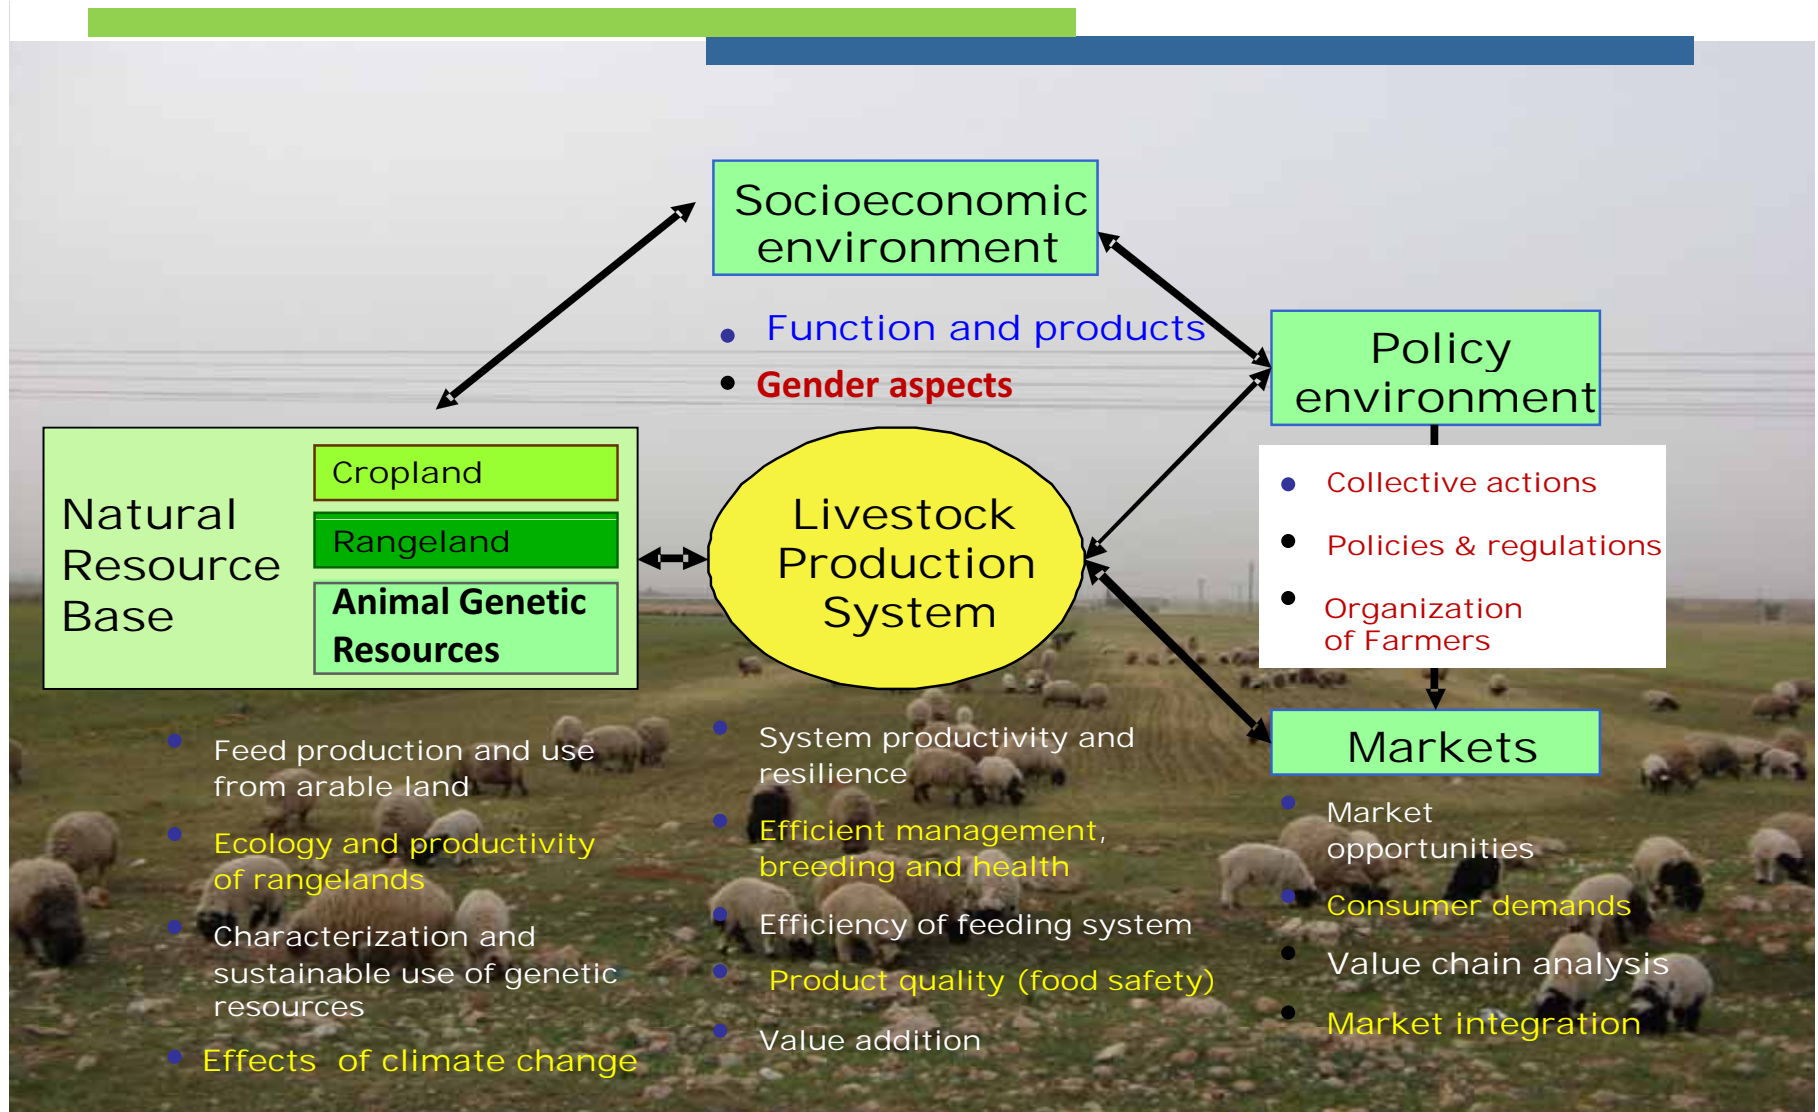 Socioeconomic
environment
Function and products
Gender aspects
Policy
environment
Collective actions
Policies & regulations
Organization
of Farmers
Natural
Resource
Base
Cropland
Rangeland
Animal Genetic
Resources
Livestock
Production
System
Markets
Feed production and use
from arable land
Ecology and productivity
of rangelands
Characterization and
sustainable use of genetic
resources
Effects of climate change
System productivity and
resilience
Efficient management,
breeding and health
Efficiency of feeding system
Product quality (food safety)
Value addition
Market
opportunities
Consumer demands
Value chain analysis
Market integration